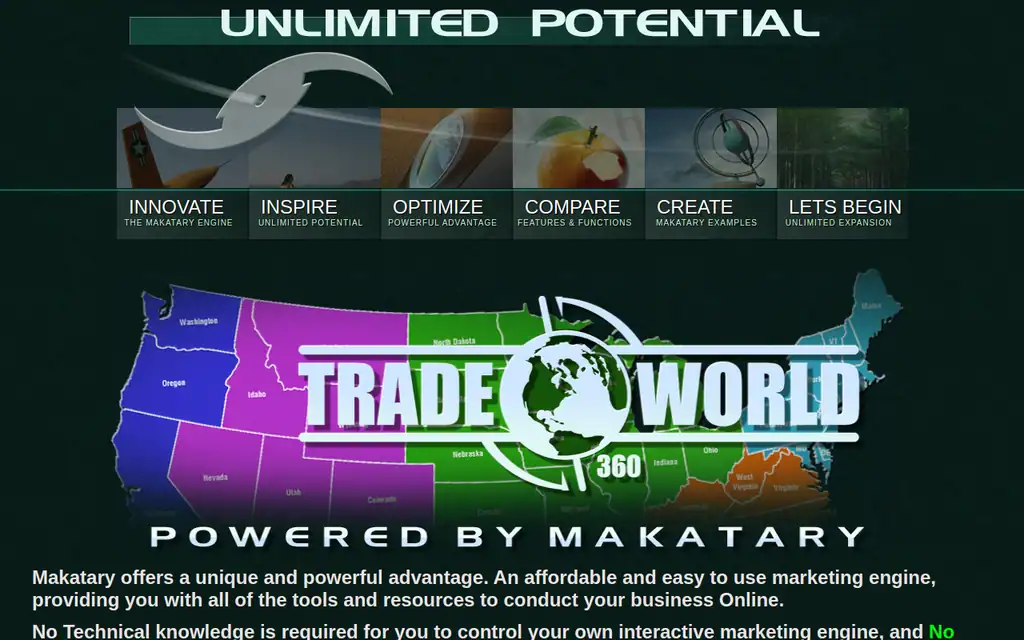 UNLIMITED POTENTIAL
INNOVATE
THE MAKATARY ENGINE
INSPIRE
UNLIMITED POTENTIAL
OPTIMIZE
POWERFUL ADVANTAGE
COMPARE
FEATURES & FUNCTIONS
CREATE
MAKATARY EXAMPLES
LETS BEGIN
UNLIMITED EXPANSION
Washington
Oregon
Idaho
Nevada
Utah
Colorado
North Dakota
Nebraska
Indiana
Ohio
West
Virginia
Virginia
VT
Maine
TRADE WORLD
360
POWERED BY MAKATARY
Makatary offers a unique and powerful advantage. An affordable and easy to use marketing engine,
providing you with all of the tools and resources to conduct your business Online.
No Technical knowledge is required for you to control your own interactive marketing engine, and No